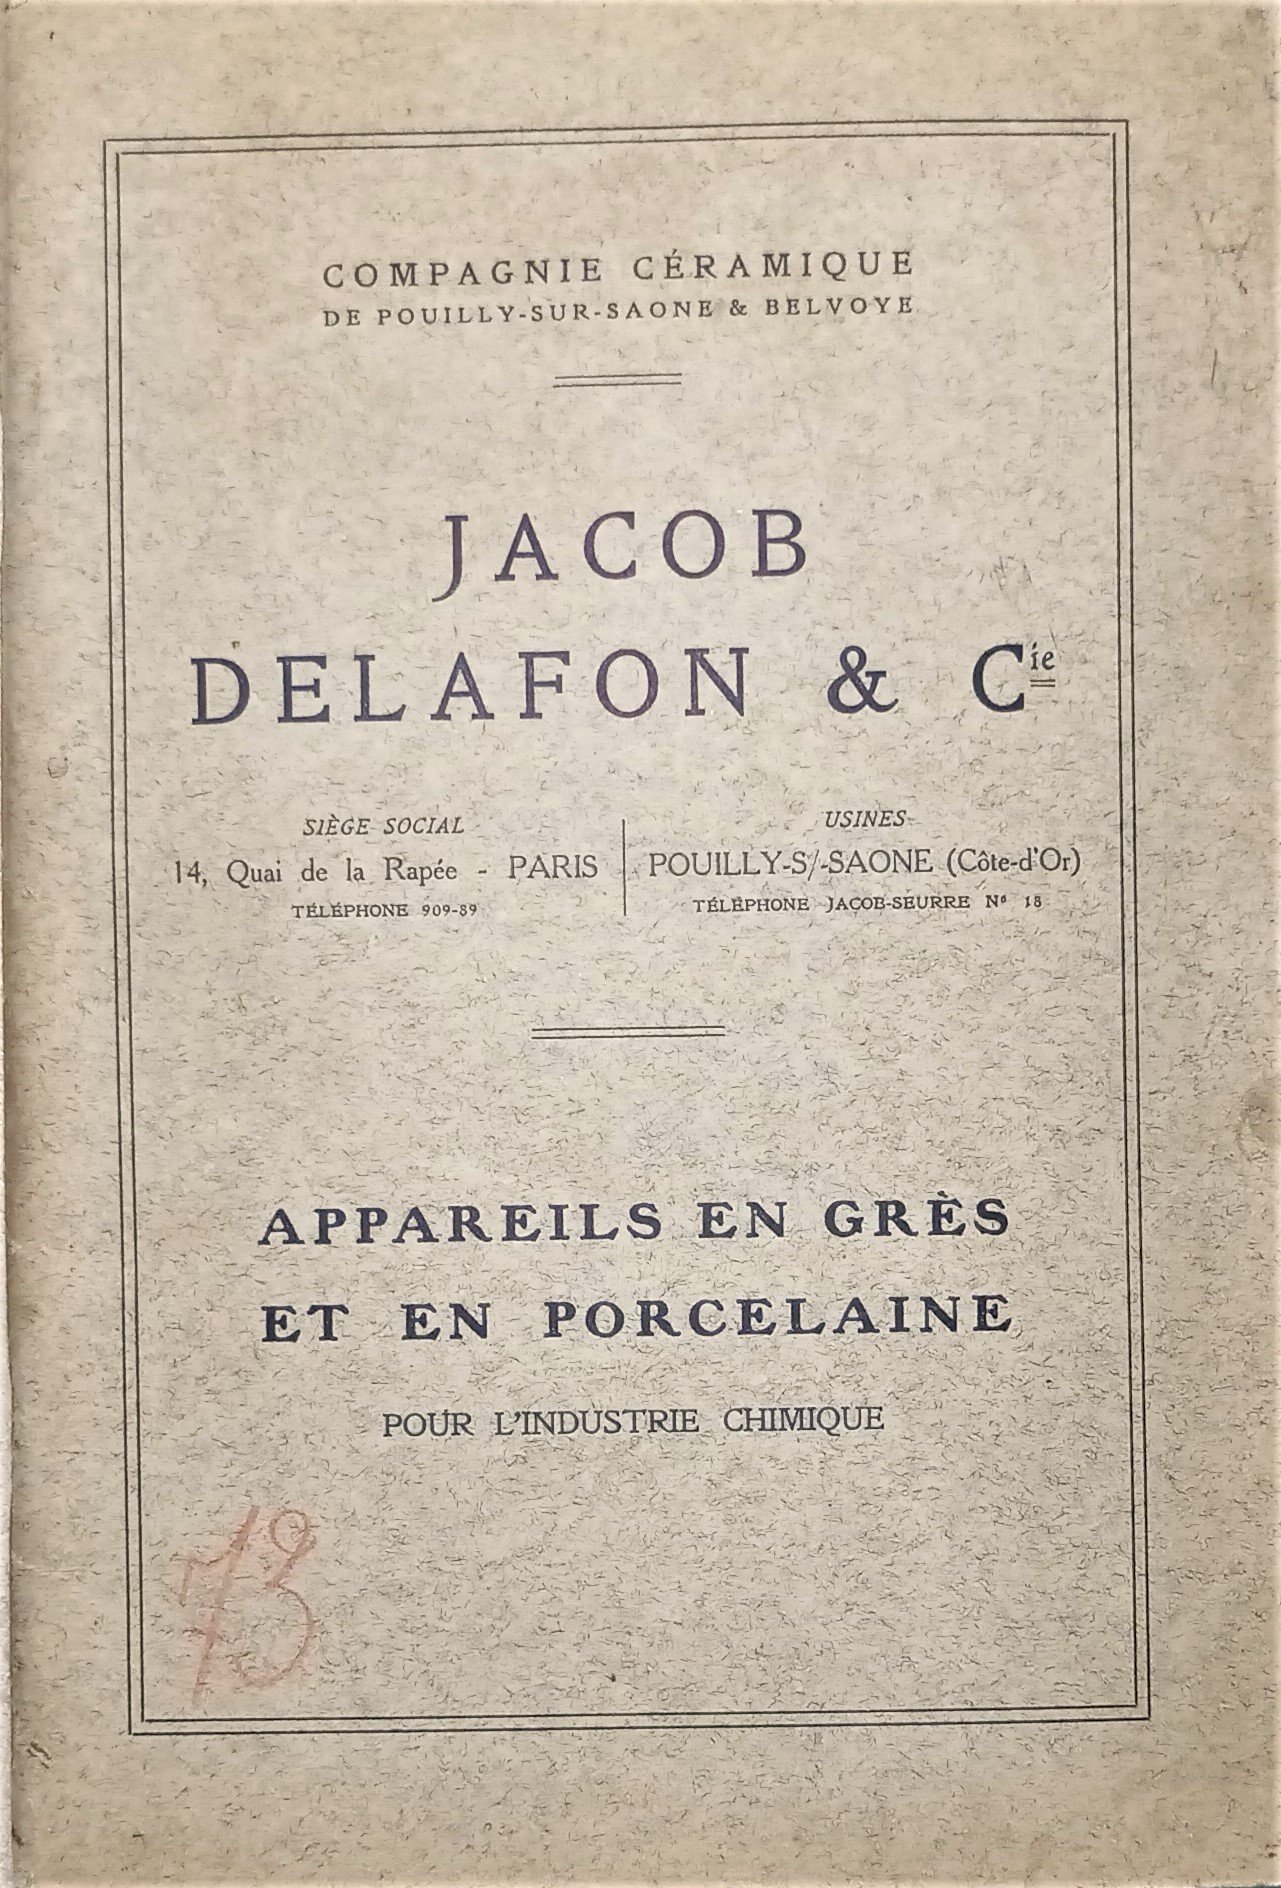 COMPAGNIE CÉRAMIQUE
DE POUILLY-SUR-SAONE & BELVOYE
JACOB
DELAFON & Cie
SIÈGE SOCIAL
14, Quai de la Rapée - PARIS
TÉLÉPHONE 909-89
USINES
POUILLY-S/-SAONE (Côte-d'Or)
TÉLÉPHONE JACOB-SEURRE No 18
APPAREILS EN GRÈS
ET EN PORCELAINE
POUR L'INDUSTRIE CHIMIQUE